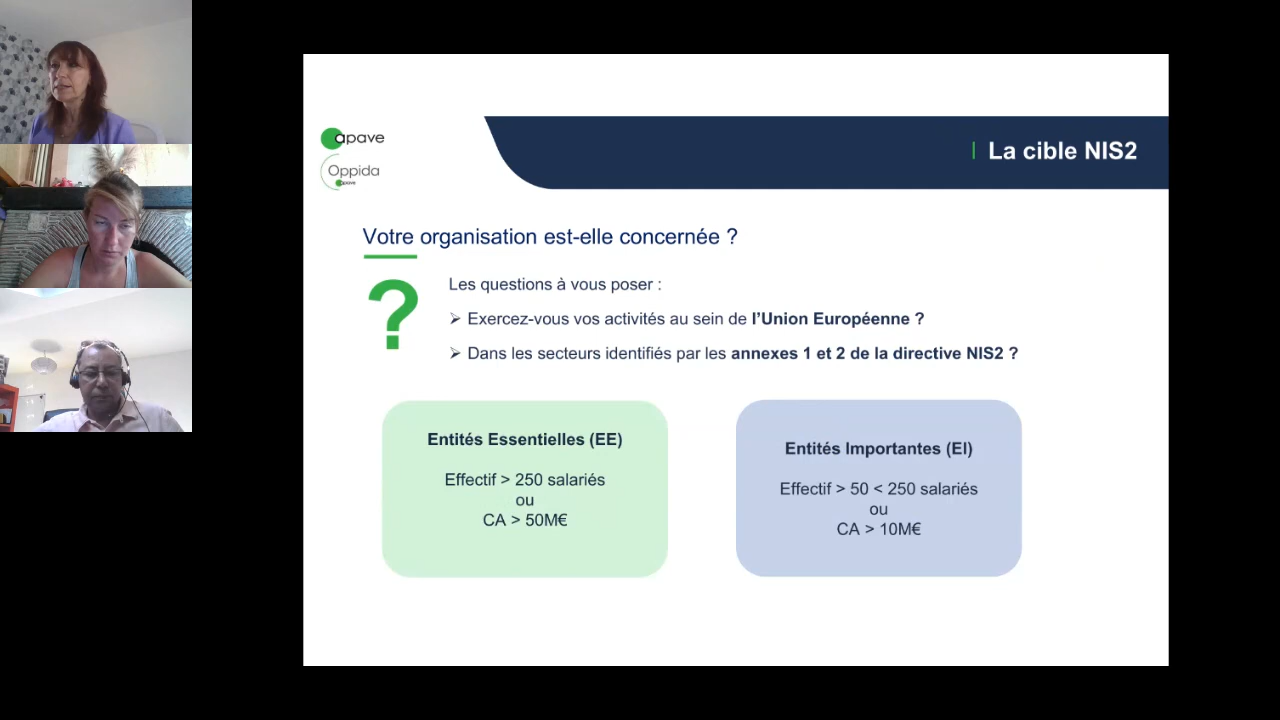 apave
Oppida
apave
La cible NIS2
Votre organisation est-elle concernée ?
?
Les questions à vous poser :
➢ Exercez-vous vos activités au sein de l’Union Européenne ?
➢ Dans les secteurs identifiés par les annexes 1 et 2 de la directive NIS2 ?
Entités Essentielles (EE)
Effectif > 250 salariés
ou
CA > 50M€
Entités Importantes (EI)
Effectif > 50 < 250 salariés
ou
CA > 10M€